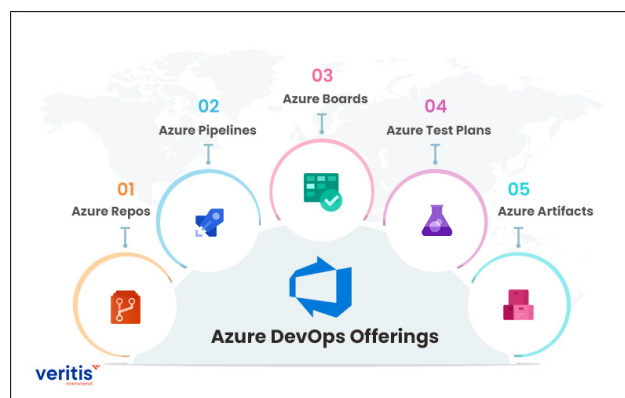 01
Azure Repos
02
Azure Pipelines
03
Azure Boards
04
Azure Test Plans
05
Azure Artifacts
Azure DevOps Offerings
veritis
transcend